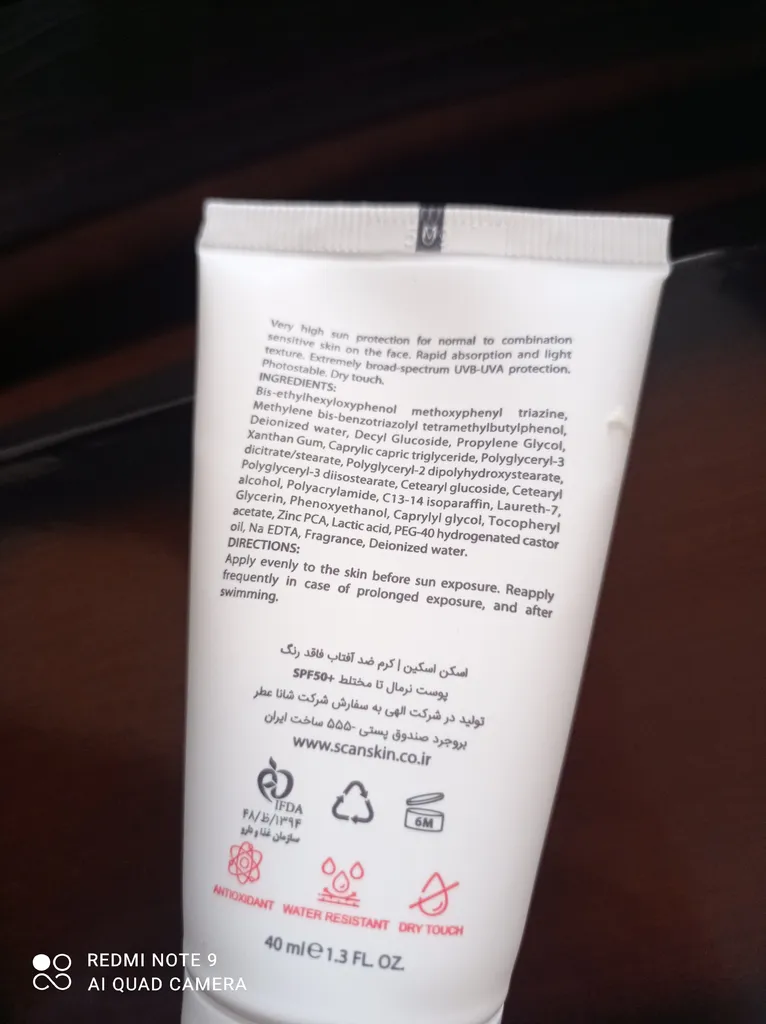 Very high sun protection for normal to combination
sensitive skin on the face. Rapid absorption and light
texture. Extremely broad-spectrum UVB-UVA protection.
Photostable. Dry touch.
INGREDIENTS:
Bis-ethylhexyloxyphenol methoxyphenyl triazine,
Methylene bis-benzotriazolyl tetramethylbutylphenol,
Deionized water, Decyl Glucoside, Propylene Glycol,
Xanthan Gum, Caprylic capric triglyceride, Polyglyceryl-3
dicitrate/stearate, Polyglyceryl-2 dipolyhydroxystearate,
Polyglyceryl-3 diisostearate, Cetearyl glucoside, Cetearyl
alcohol, Polyacrylamide, C13-14 isoparaffin, Laureth-7,
Glycerin, Phenoxyethanol, Caprylyl glycol, Tocopheryl
acetate, Zinc PCA, Lactic acid, PEG-40 hydrogenated castor
oil, Na EDTA, Fragrance, Deionized water.
DIRECTIONS:
Apply evenly to the skin before sun exposure. Reapply
frequently in case of prolonged exposure, and after
swimming.
اسکن اسکین | کرم ضد آفتاب فاقد رنگ
پوست نرمال تا مختلط +SPF50
تولید در شرکت الهی به سفارش شرکت شانا عطر
بروجرد صندوق پستی -۵۵۵ ساخت ایران
www.scanskin.co.ir
IFDA
۴۸/ظ/۱۳۹۴
سازمان غذا و دارو
6M
ANTIOXIDANT WATER RESISTANT DRY TOUCH
40 ml e 1.3 FL. OZ.
REDMI NOTE 9
AI QUAD CAMERA